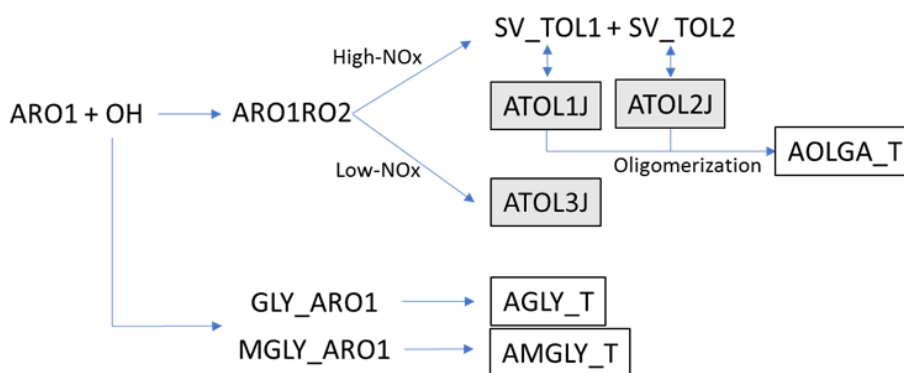 SV_TOL1 + SV_TOL2
High-NOx
ARO1 + OH
ARO1RO2
ATOL1J
ATOL2J
AOLGA_T
Oligomerization
Low-NOx
ATOL3J
GLY_ARO1
AGLY_T
MGLY_ARO1
AMGLY_T